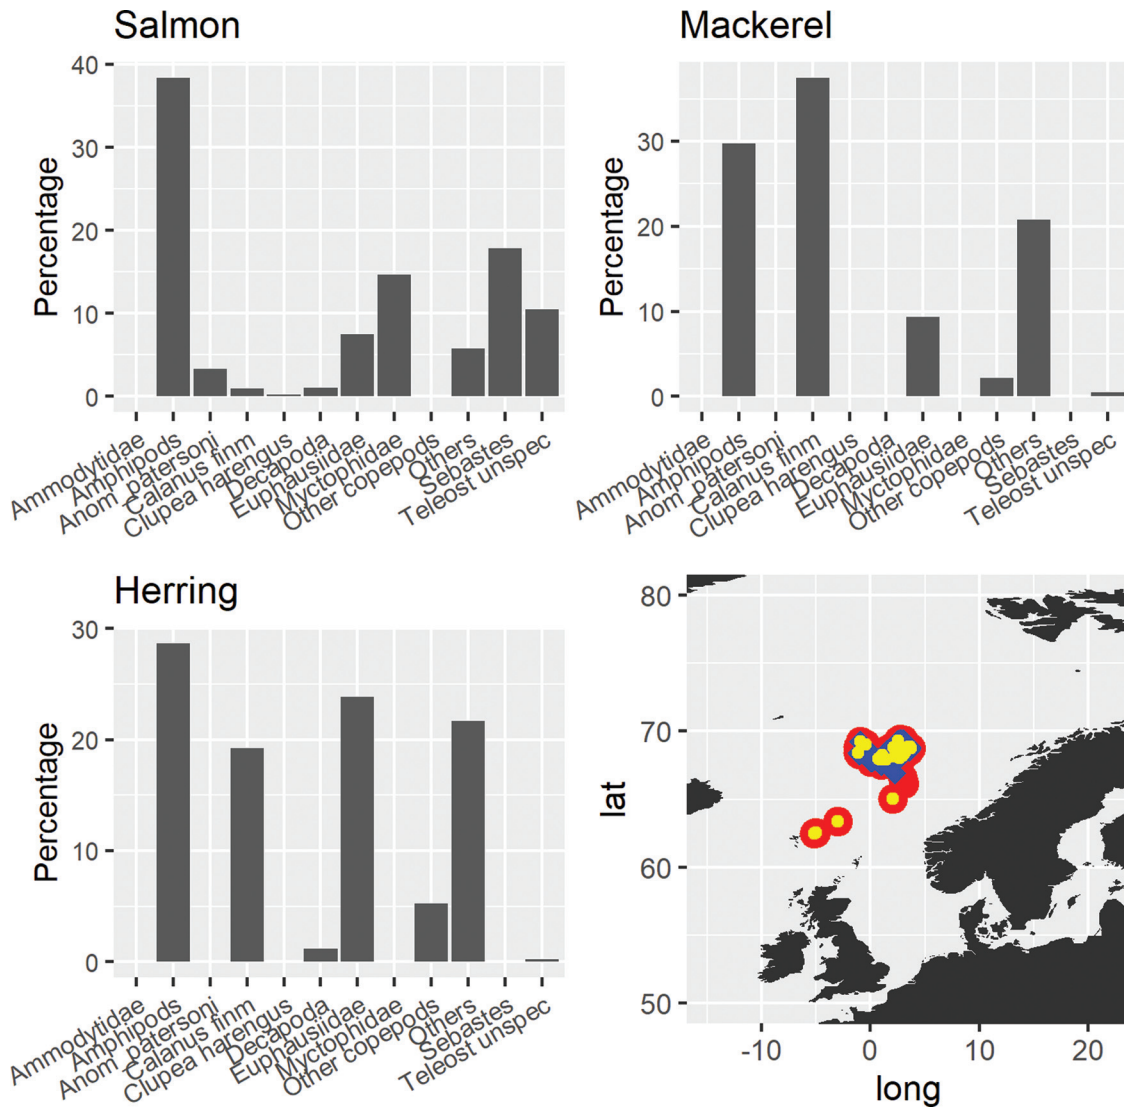 Salmon
Percentage
40
30
20
10
0
Ammodytidae
Amphipods
Anom_patersoni
Calanus finm
Clupea harengus
Decapoda
Euphausiidae
Myctophidae
Other copepods
Others
Sebastes
Teleost unspec
Mackerel
Percentage
30
20
10
0
Ammodytidae
Amphipods
Anom_patersoni
Calanus finm
Clupea harengus
Decapoda
Euphausiidae
Myctophidae
Other copepods
Others
Sebastes
Teleost unspec
Herring
Percentage
30
20
10
0
Ammodytidae
Amphipods
Anom_patersoni
Calanus finm
Clupea harengus
Decapoda
Euphausiidae
Myctophidae
Other copepods
Others
Sebastes
Teleost unspec
lat
80
70
60
50
-10
0
10
20
long